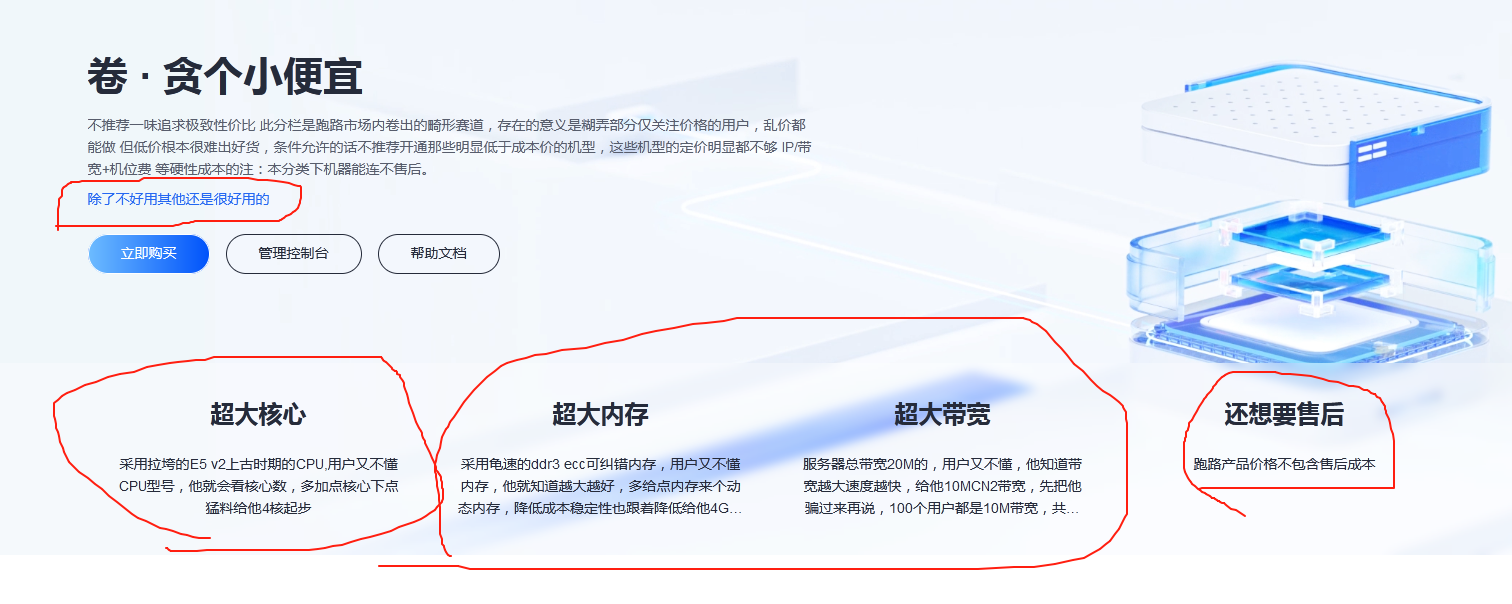 卷 · 贪个小便宜
不推荐一味追求极致性价比 此分栏是跑路市场内卷出的畸形赛道，存在的意义是糊弄部分仅关注价格的用户，乱价都
能做 但低价根本很难出好货，条件允许的话不推荐开通那些明显低于成本价的机型，这些机型的定价明显都不够 IP/带
宽+机位费 等硬性成本的注：本分类下机器能连不售后。
除了不好用其他还是很好用的
立即购买
管理控制台
帮助文档
超大核心
采用拉垮的E5 v2上古时期的CPU,用户又不懂
CPU型号，他就会看核心数，多加点核心下点
猛料给他4核起步
超大内存
采用龟速的ddr3 ecc可纠错内存，用户又不懂
内存，他就知道越大越好，多给点内存来个动
态内存，降低成本稳定性也跟着降低给他4G...
超大带宽
服务器总带宽20M的，用户又不懂，他知道带
宽越大速度越快，给他10MCN2带宽，先把他
骗过来再说，100个用户都是10M带宽，共...
还想要售后
跑路产品价格不包含售后成本